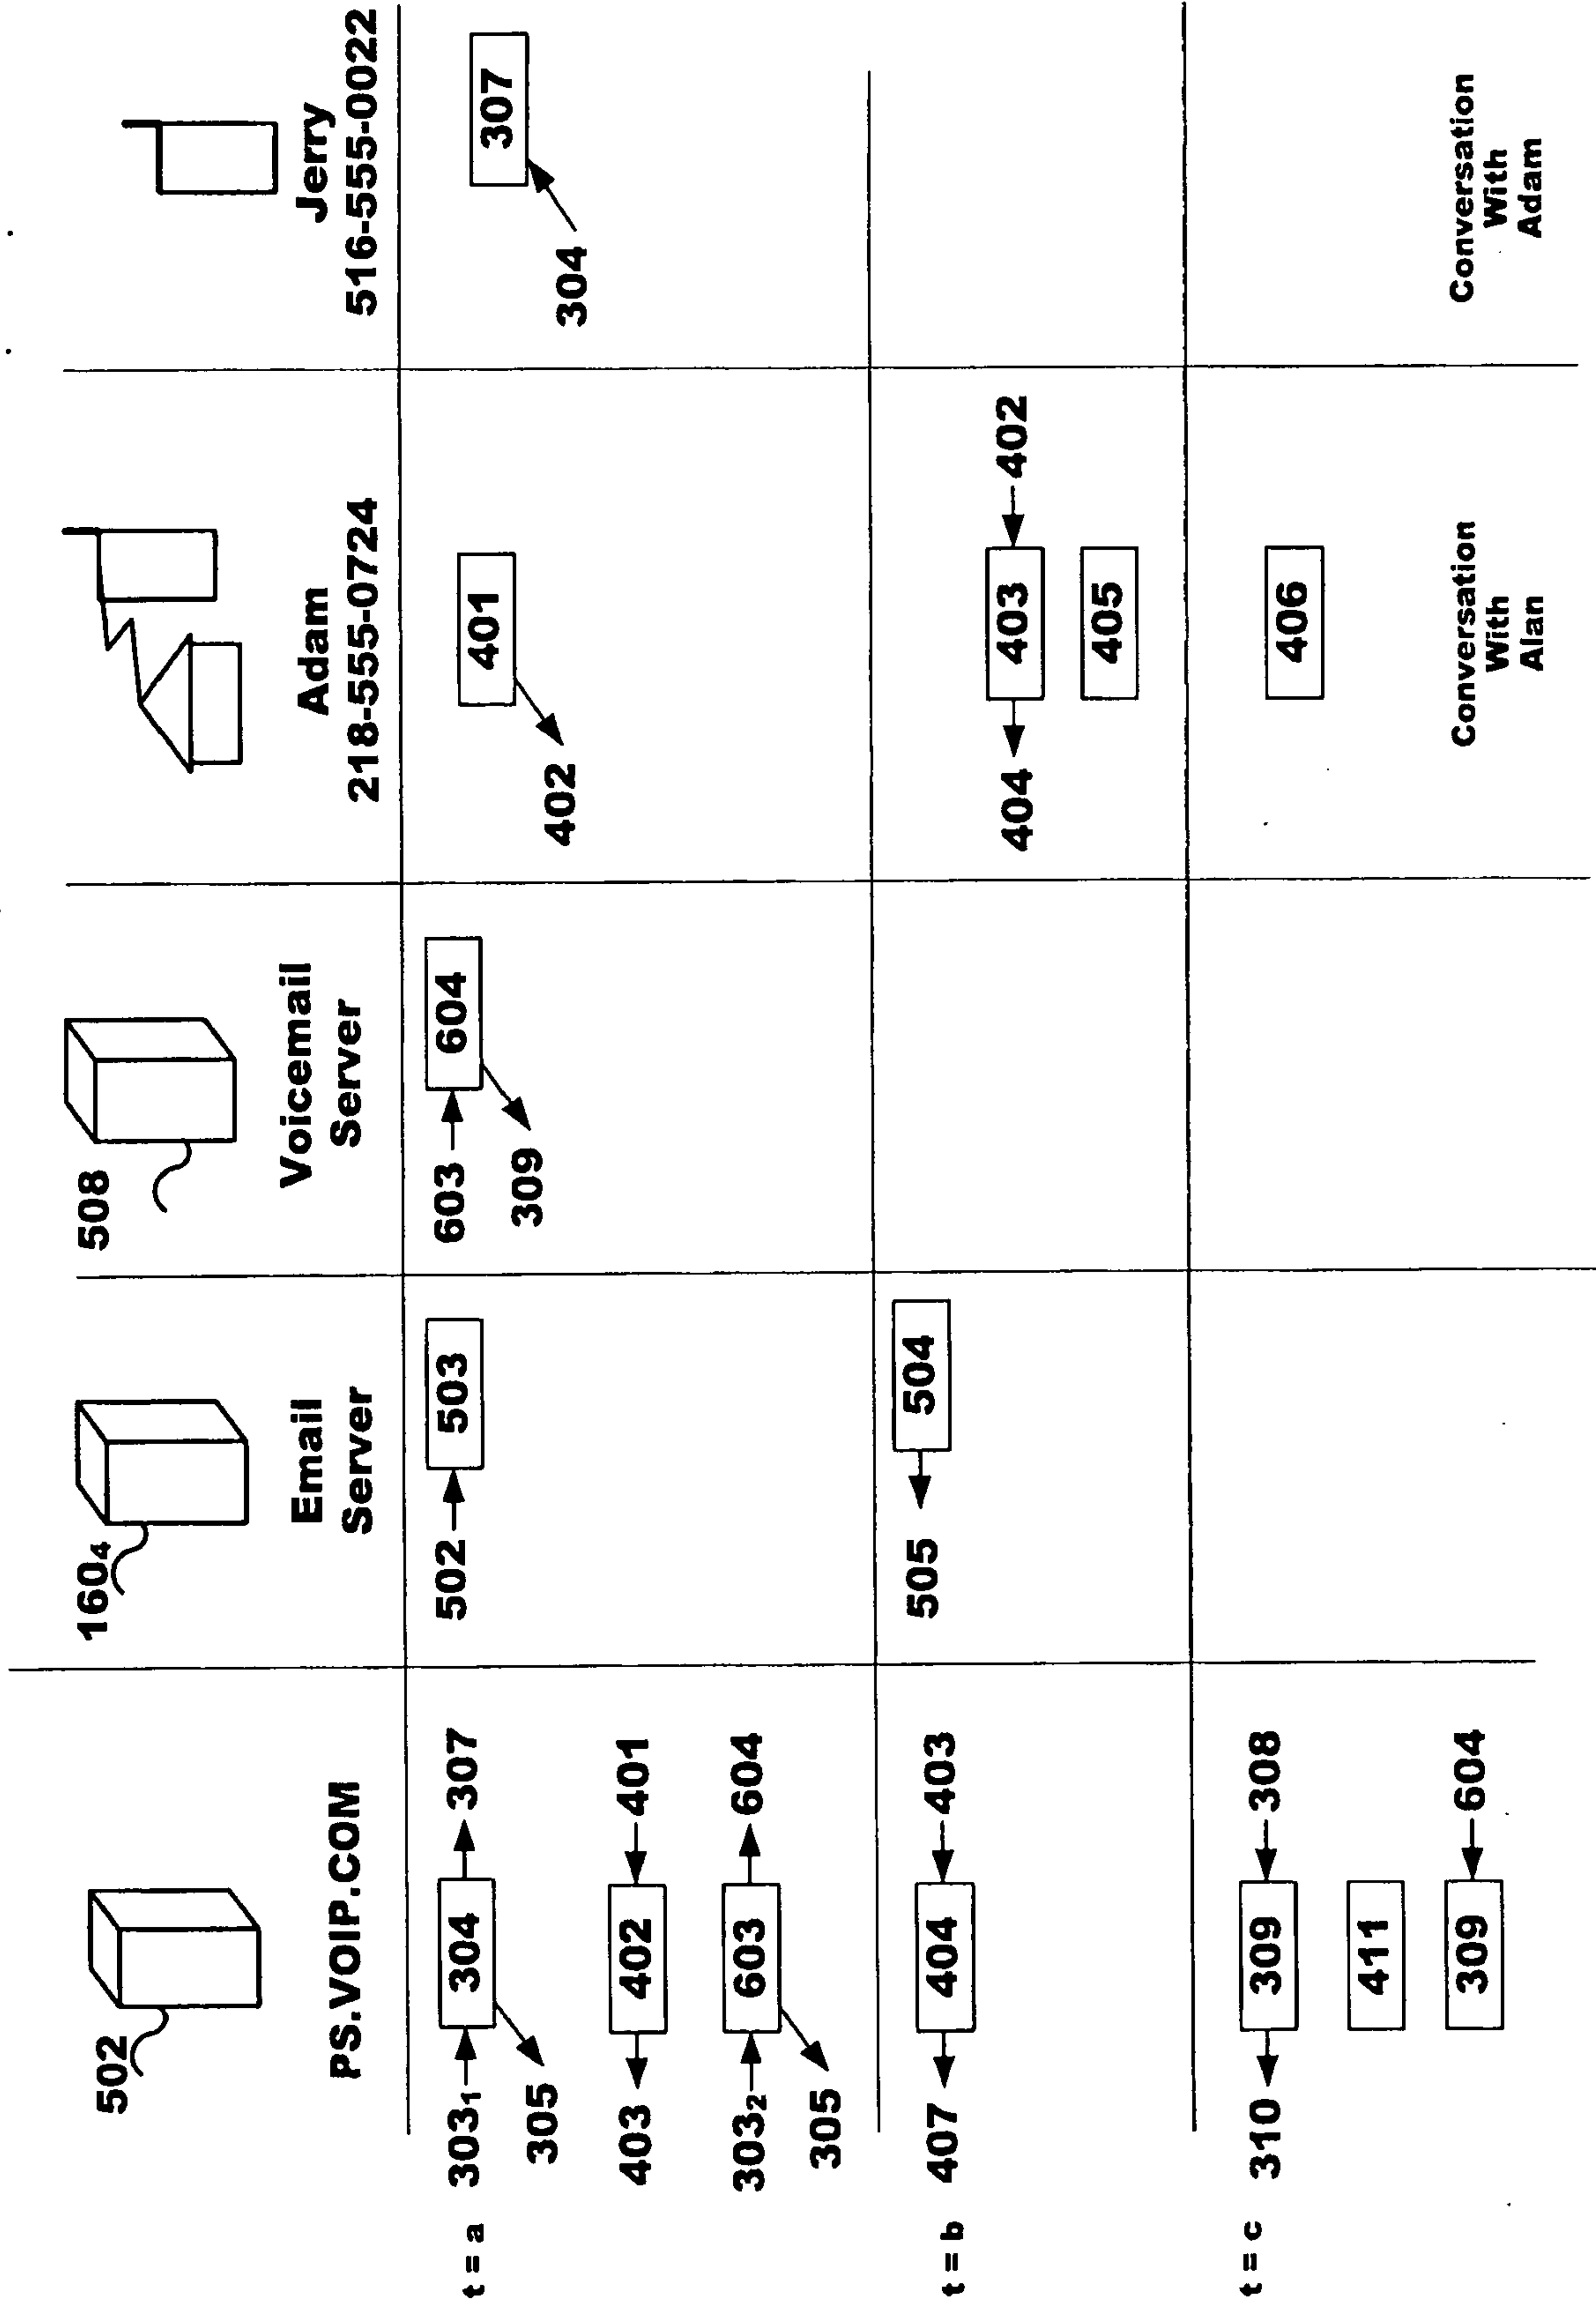 502
PS.VOIP.COM
160₄
Email
Server
508
Voicemail
Server
Adam
218-555-0724
Jerry
516-555-0022
t = a
303₁
304
307
305
403
402
401
303₂
603
604
305
502
503
603
604
309
401
402
307
304
t = b
407
404
403
505
504
404
403
402
405
t = c
310
309
308
411
309
604
406
Conversation
With
Alan
Conversation
With
Adam